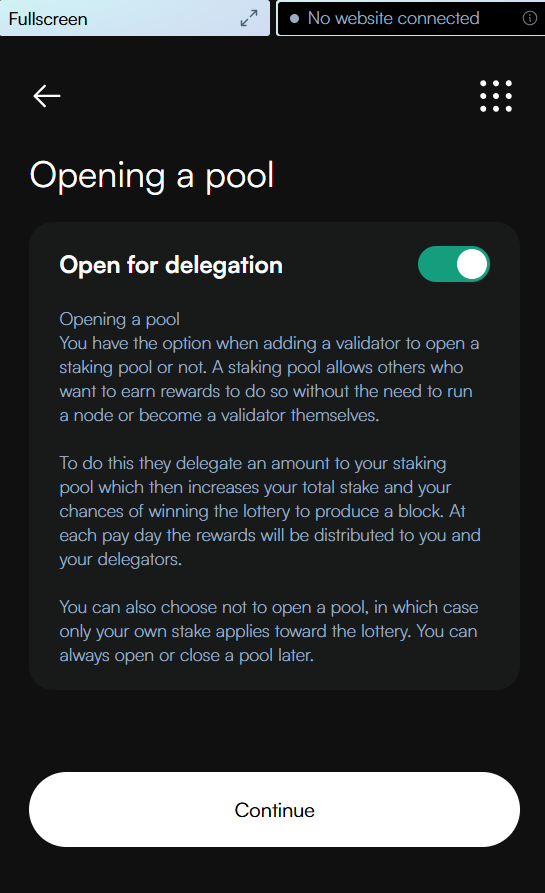 Fullscreen
No website connected
Opening a pool
Open for delegation
Opening a pool
You have the option when adding a validator to open a
staking pool or not. A staking pool allows others who
want to earn rewards to do so without the need to run
a node or become a validator themselves.
To do this they delegate an amount to your staking
pool which then increases your total stake and your
chances of winning the lottery to produce a block. At
each pay day the rewards will be distributed to you and
your delegators.
You can also choose not to open a pool, in which case
only your own stake applies toward the lottery. You can
always open or close a pool later.
Continue